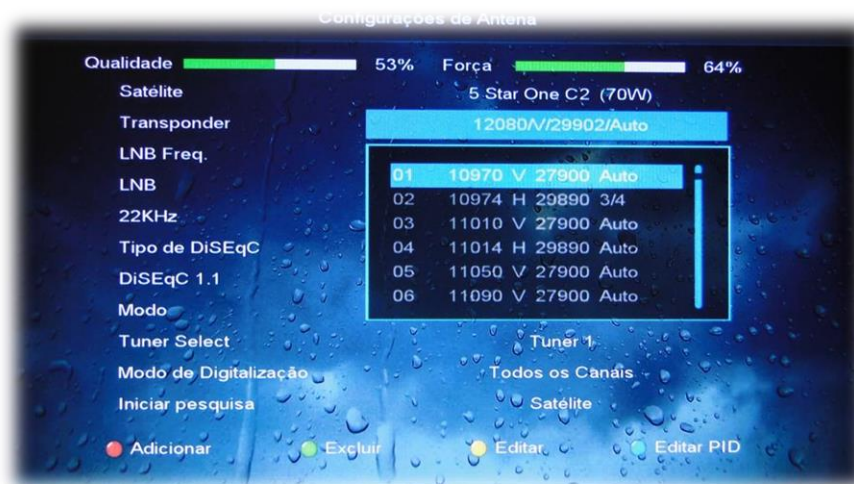 Configurações de Antena
Qualidade 53% Força 64%
Satélite 5 Star One C2 (70W)
Transponder 12080/V/29902/Auto
LNB Freq.
01 10970 V 27900 Auto
LNB
02 10974 H 29890 3/4
22KHz
03 11010 V 27900 Auto
Tipo de DiSEqC
04 11014 H 29890 Auto
DiSEqC 1.1
05 11050 V 27900 Auto
Modo
06 11090 V 27900 Auto
Tuner Select Tuner 1
Modo de Digitalização Todos os Canais
Iniciar pesquisa Satélite
Adicionar Excluir Editar Editar PID